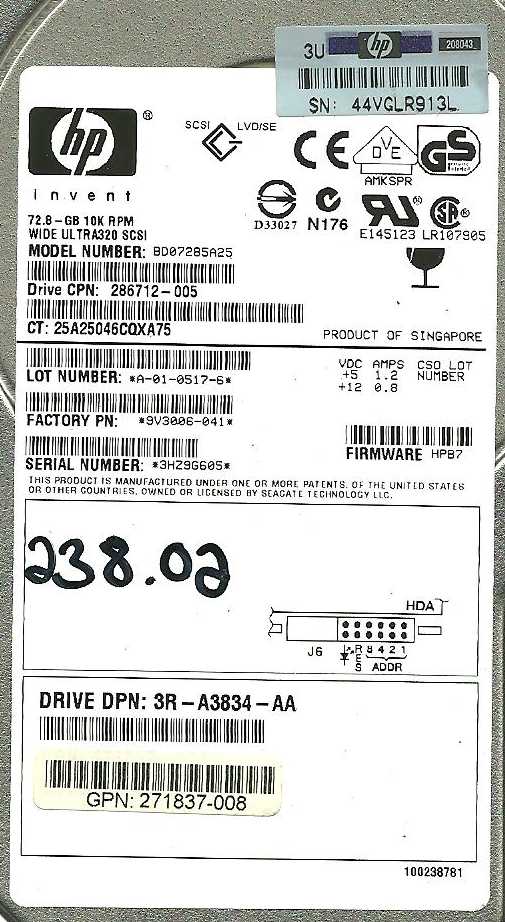 3U hp 208043
SN: 44VGLR913L
hp ®
invent
SCSI LVD/SE
CE
D V E
AMKSPR
GS
D33027 N176
E145123 LR107905
72.8-GB 10K RPM
WIDE ULTRA320 SCSI
MODEL NUMBER: BD07285A25
Drive CPN: 286712-005
CT: 25A25046CQXA75
PRODUCT OF SINGAPORE
VDC AMPS CSO LOT
+5 1.2 NUMBER
+12 0.8
LOT NUMBER: *A-01-0517-6*
FACTORY PN: *9V3006-041*
SERIAL NUMBER: *3HZ9G605*
FIRMWARE HPB7
THIS PRODUCT IS MANUFACTURED UNDER ONE OR MORE PATENTS. OF THE UNITED STATES
OR OTHER COUNTRIES, OWNED OR LICENSED BY SEAGATE TECHNOLOGY LLC.
238.02
HDA
J6
RES
8 4 2 1
ADDR
DRIVE DPN: 3R-A3834-AA
GPN: 271837-008
100238781